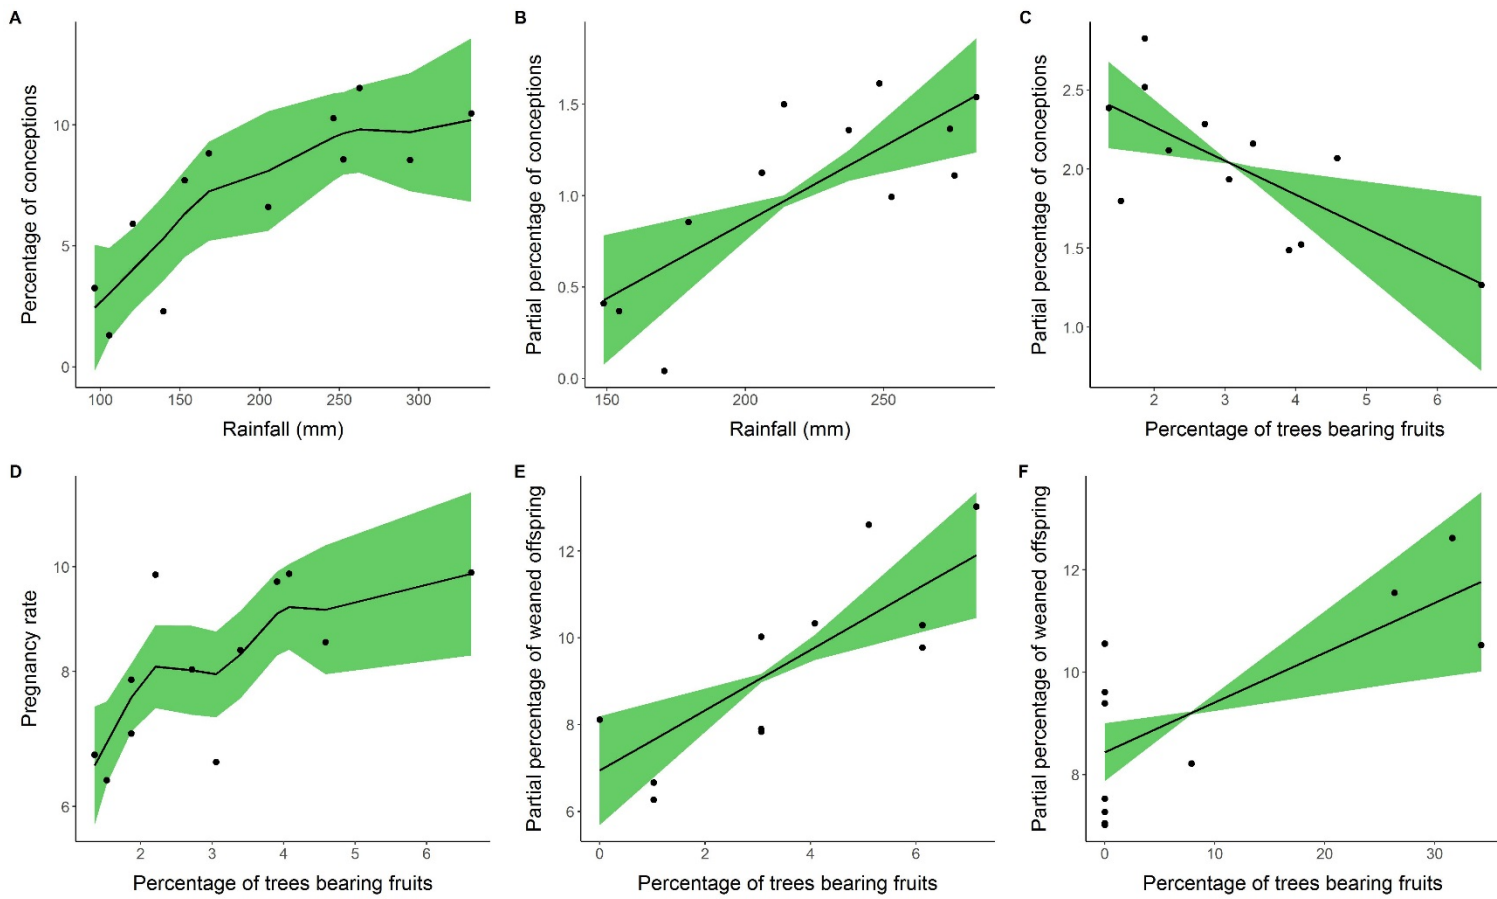 A
Percentage of conceptions
10
5
0
100
150
200
250
300
Rainfall (mm)
B
Partial percentage of conceptions
1.5
1.0
0.5
0.0
150
200
250
Rainfall (mm)
C
Partial percentage of conceptions
2.5
2.0
1.5
1.0
2
3
4
5
6
Percentage of trees bearing fruits
D
Pregnancy rate
10
8
6
2
3
4
5
6
Percentage of trees bearing fruits
E
Partial percentage of weaned offspring
12
10
8
6
0
2
4
6
Percentage of trees bearing fruits
F
Partial percentage of weaned offspring
12
10
8
0
10
20
30
Percentage of trees bearing fruits